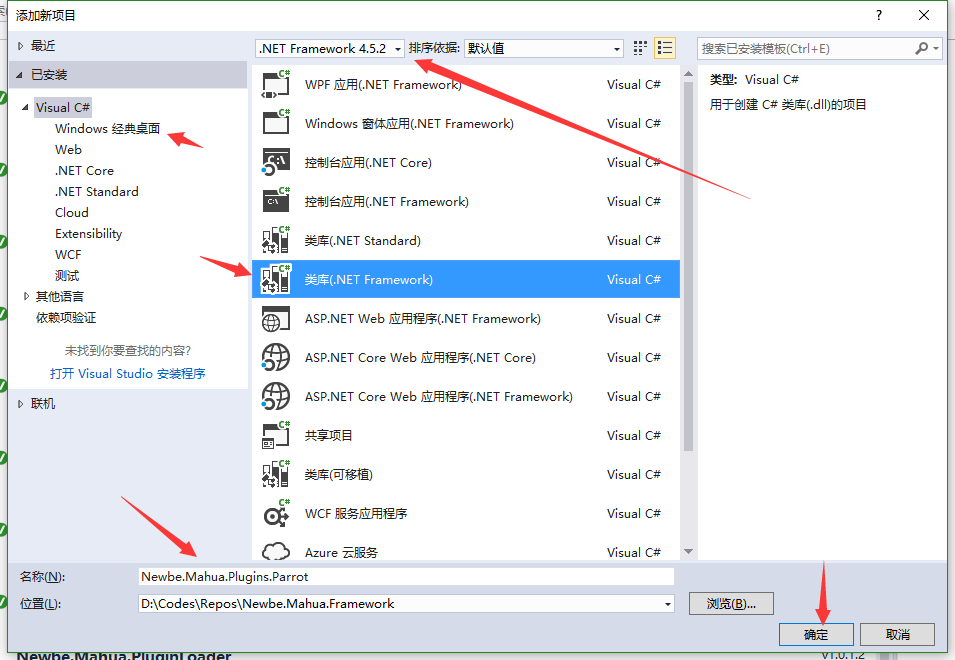 添加新项目
?
最近
.NET Framework 4.5.2
排序依据:
默认值
搜索已安装模板(Ctrl+E)
已安装
Visual C#
Windows 经典桌面
Web
.NET Core
.NET Standard
Cloud
Extensibility
WCF
测试
其他语言
依赖项验证
未找到你要查找的内容?
打开 Visual Studio 安装程序
联机
WPF 应用(.NET Framework) Visual C#
Windows 窗体应用(.NET Framework) Visual C#
控制台应用(.NET Core) Visual C#
控制台应用(.NET Framework) Visual C#
类库(.NET Standard) Visual C#
类库(.NET Framework) Visual C#
ASP.NET Web 应用程序(.NET Framework) Visual C#
ASP.NET Core Web 应用程序(.NET Core) Visual C#
ASP.NET Core Web 应用程序(.NET Framework) Visual C#
共享项目 Visual C#
类库(可移植) Visual C#
WCF 服务应用程序 Visual C#
Azure 云服务 Visual C#
类型: Visual C#
用于创建 C# 类库(.dll)的项目
名称(N):
Newbe.Mahua.Plugins.Parrot
位置(L):
D:\Codes\Repos\Newbe.Mahua.Framework
浏览(B)...
确定
取消
Newbe.Mahua.PluginLoader
v1.0.1.2